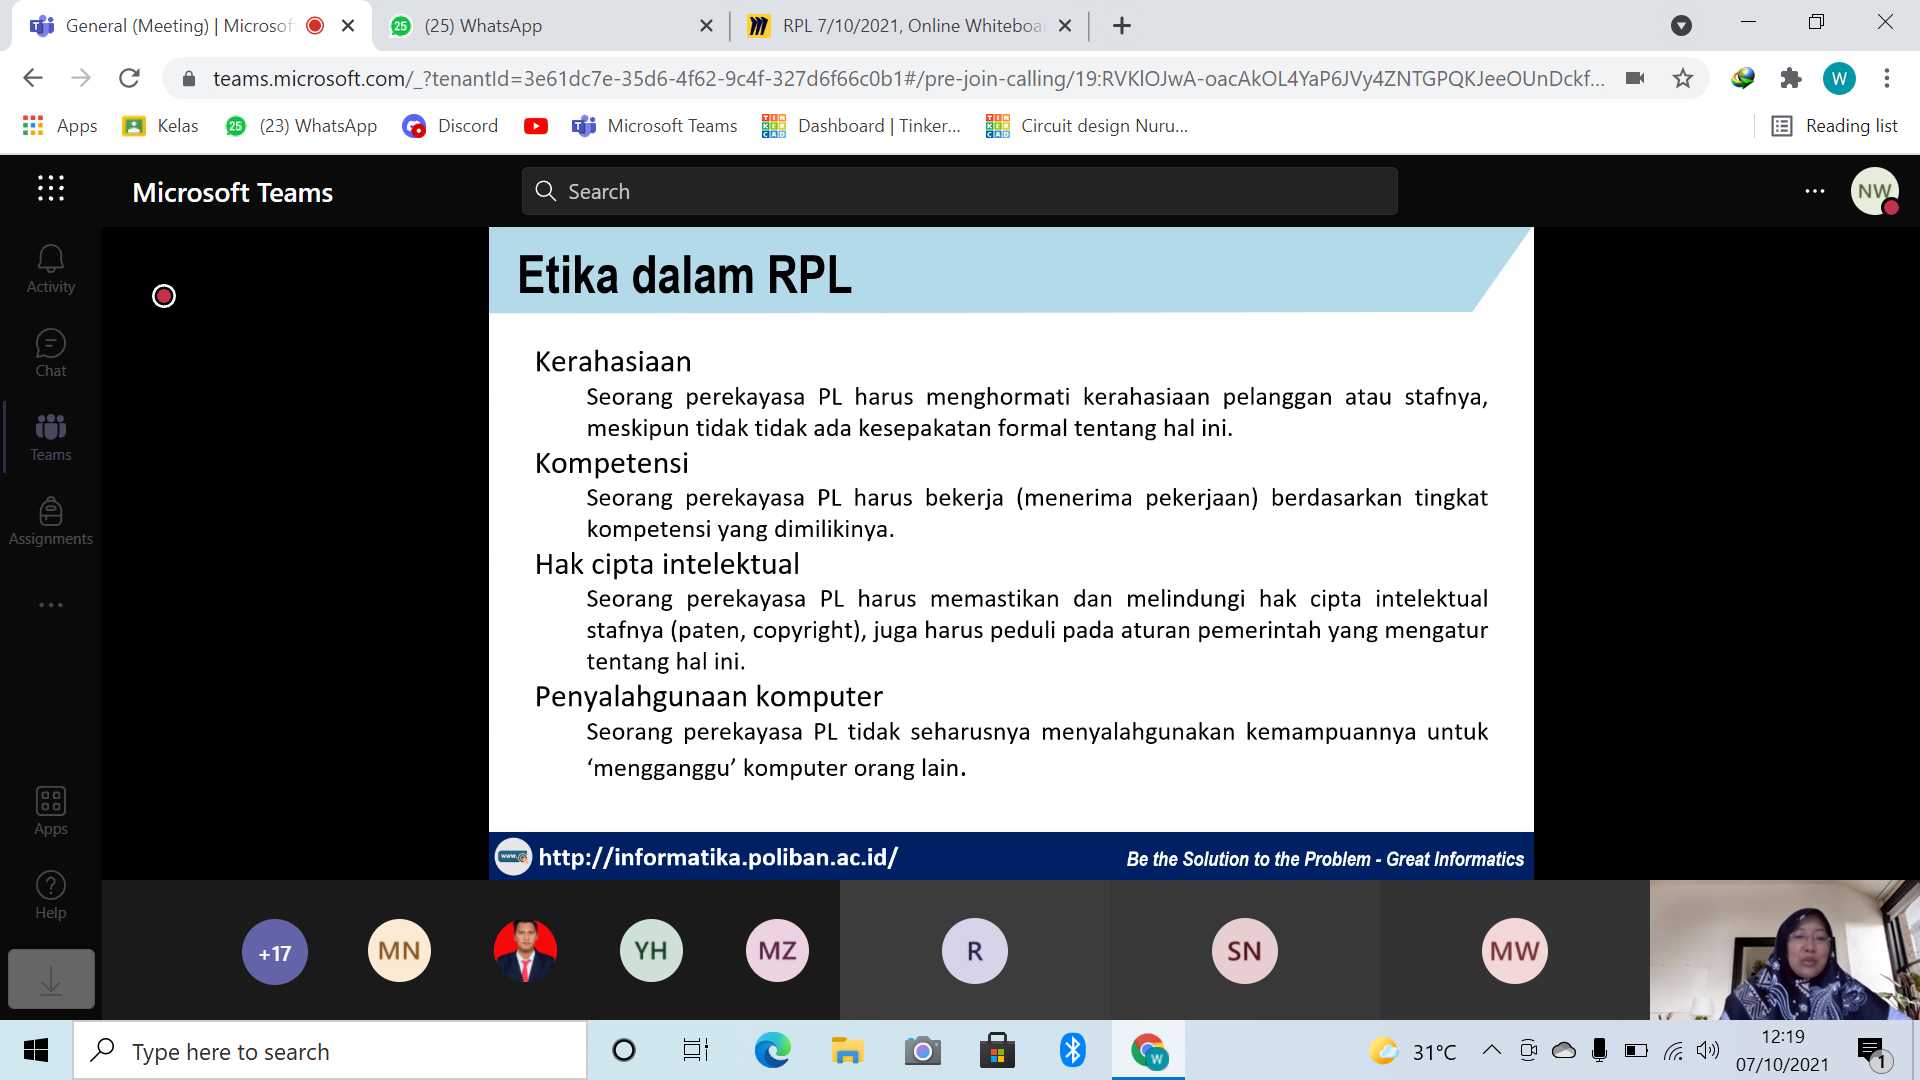 General (Meeting) | Microsof
(25) WhatsApp
RPL 7/10/2021, Online Whiteboa
teams.microsoft.com/_?tenantId=3e61dc7e-35d6-4f62-9c4f-327d6f66c0b1#/pre-join-calling/19:RVKlOJwA-oacAkOL4YaP6JVy4ZNTGPQKJeeOUnDckf...
W
Apps
Kelas
25
(23) WhatsApp
Discord
Microsoft Teams
Dashboard | Tinker...
Circuit design Nuru...
Reading list
Microsoft Teams
Search
NW
Activity
Chat
Teams
Assignments
Apps
Help
Etika dalam RPL
Kerahasiaan
Seorang perekayasa PL harus menghormati kerahasiaan pelanggan atau stafnya,
meskipun tidak tidak ada kesepakatan formal tentang hal ini.
Kompetensi
Seorang perekayasa PL harus bekerja (menerima pekerjaan) berdasarkan tingkat
kompetensi yang dimilikinya.
Hak cipta intelektual
Seorang perekayasa PL harus memastikan dan melindungi hak cipta intelektual
stafnya (paten, copyright), juga harus peduli pada aturan pemerintah yang mengatur
tentang hal ini.
Penyalahgunaan komputer
Seorang perekayasa PL tidak seharusnya menyalahgunakan kemampuannya untuk
‘mengganggu’ komputer orang lain.
www.
http://informatika.poliban.ac.id/
Be the Solution to the Problem - Great Informatics
+17
MN
YH
MZ
R
SN
MW
Type here to search
W
31°C
12:19
07/10/2021
1